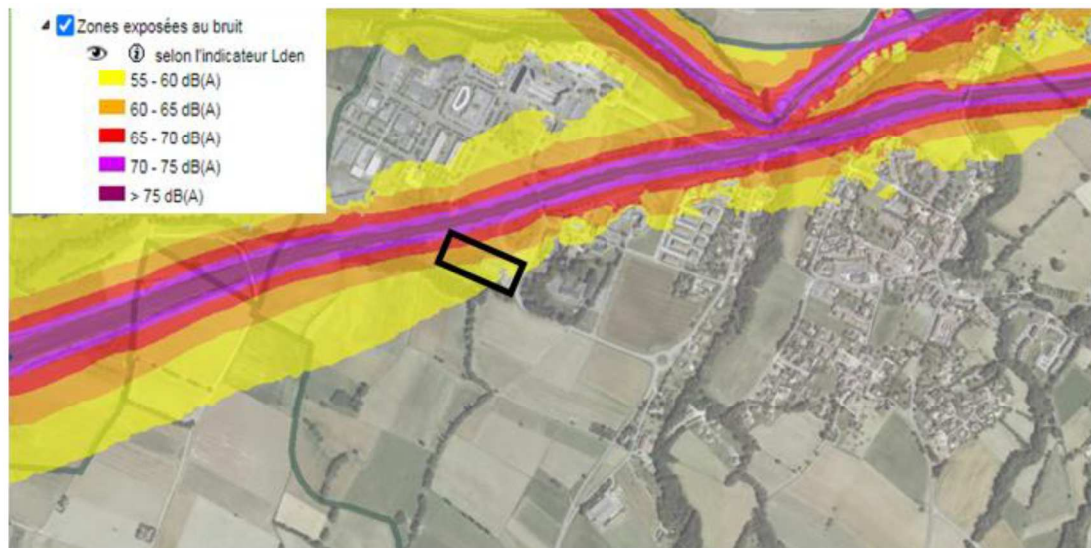 Zones exposées au bruit
selon l'indicateur Lden
55 - 60 dB(A)
60 - 65 dB(A)
65 - 70 dB(A)
70 - 75 dB(A)
> 75 dB(A)